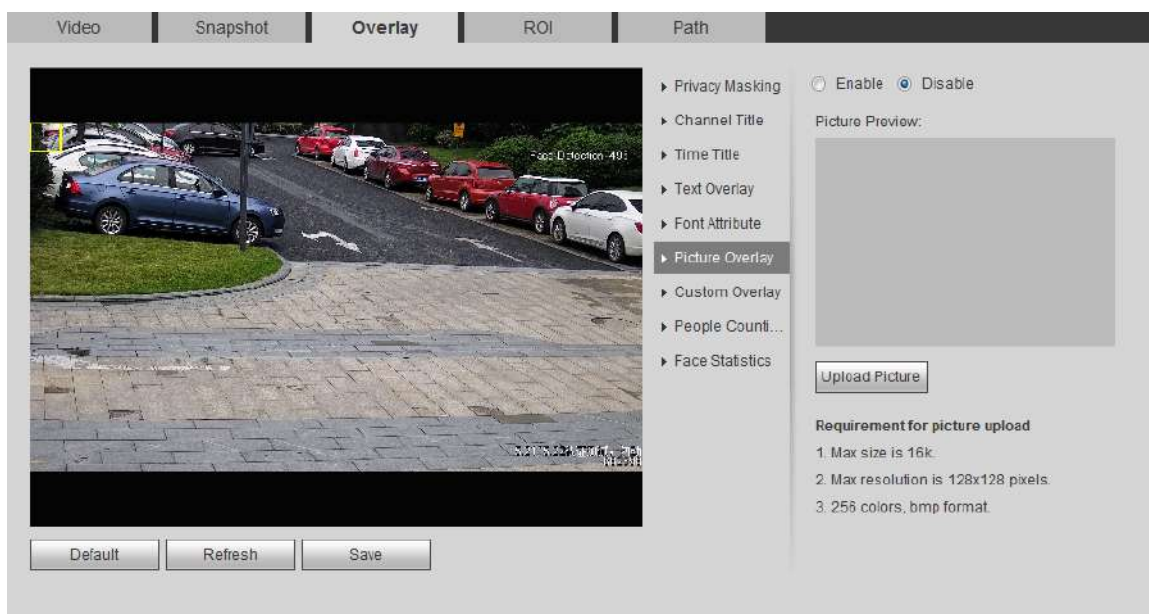 Video Snapshot Overlay ROI Path
Privacy Masking
Channel Title
Time Title
Text Overlay
Font Attribute
Picture Overlay
Custom Overlay
People Counti...
Face Statistics
Enable Disable
Picture Preview:
Face Detection
Upload Picture
Requirement for picture upload
1. Max size is 16k.
2. Max resolution is 128x128 pixels.
3. 256 colors, bmp format.
Default Refresh Save